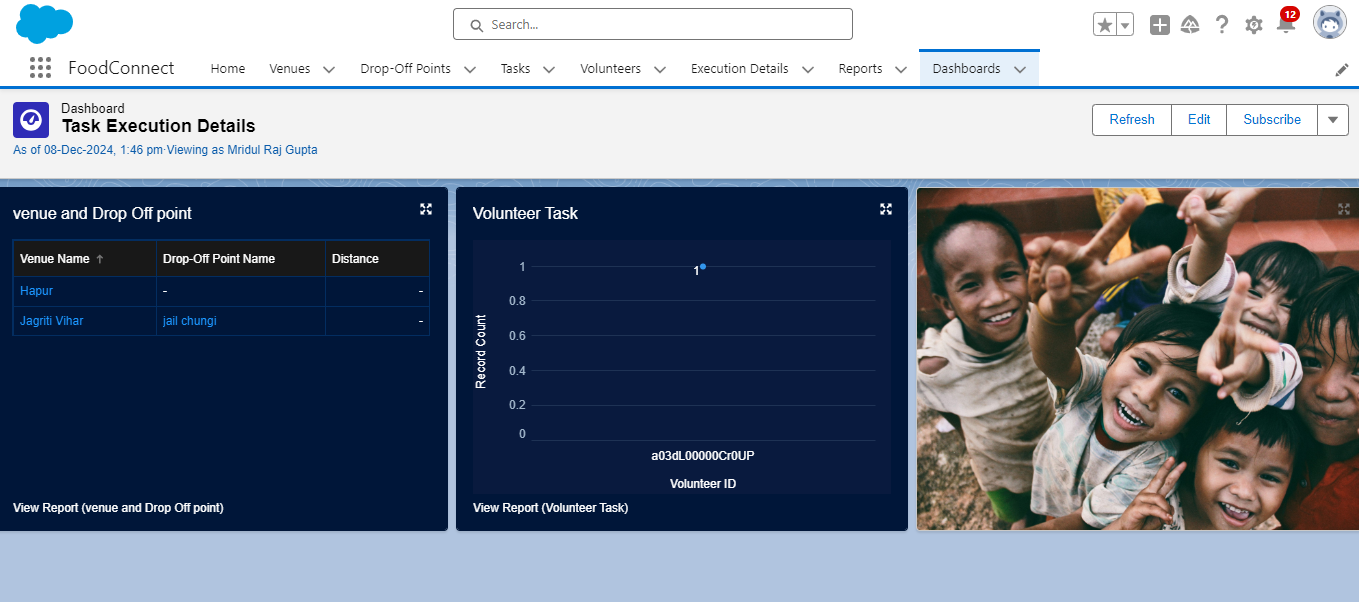 Search...
12
FoodConnect
Home
Venues
Drop-Off Points
Tasks
Volunteers
Execution Details
Reports
Dashboards
Dashboard
Task Execution Details
As of 08-Dec-2024, 1:46 pm·Viewing as Mridul Raj Gupta
Refresh
Edit
Subscribe
venue and Drop Off point
Venue Name ↑ Drop-Off Point Name Distance
Hapur - -
Jagriti Vihar jail chungi -
View Report (venue and Drop Off point)
Volunteer Task
Record Count
1
0.8
0.6
0.4
0.2
0
1
a03dL00000Cr0UP
Volunteer ID
View Report (Volunteer Task)